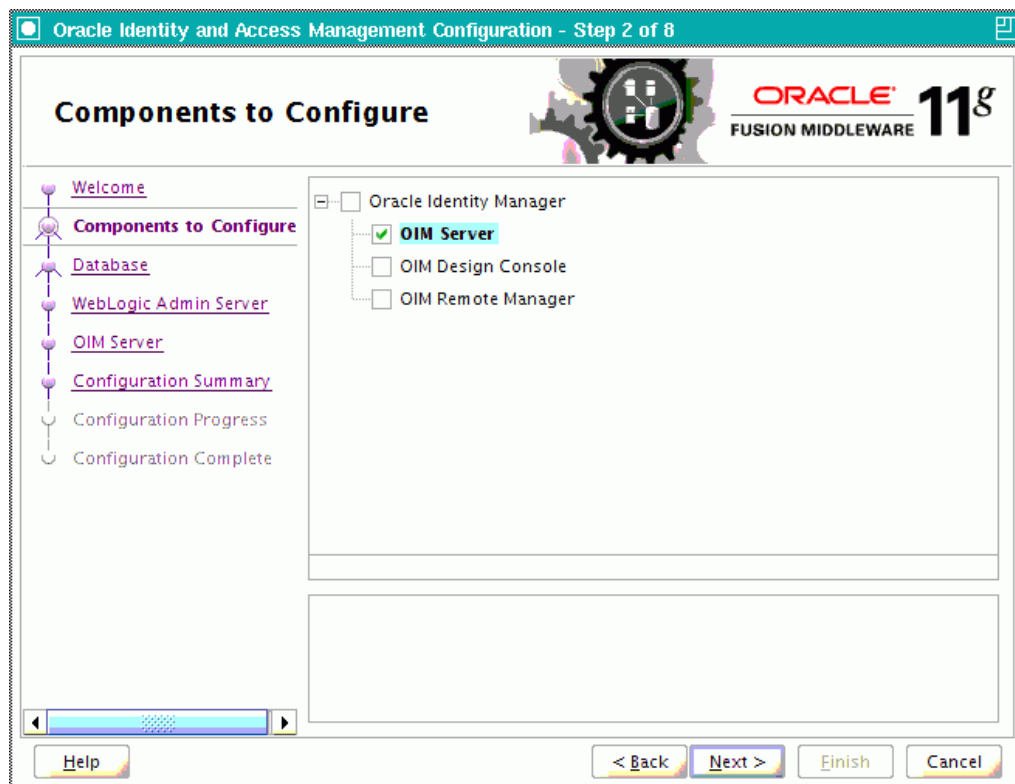 Oracle Identity and Access Management Configuration - Step 2 of 8
Components to Configure
ORACLE
FUSION MIDDLEWARE
11g
Welcome
Components to Configure
Database
WebLogic Admin Server
OIM Server
Configuration Summary
Configuration Progress
Configuration Complete
Oracle Identity Manager
OIM Server
OIM Design Console
OIM Remote Manager
Help
< Back
Next >
Finish
Cancel